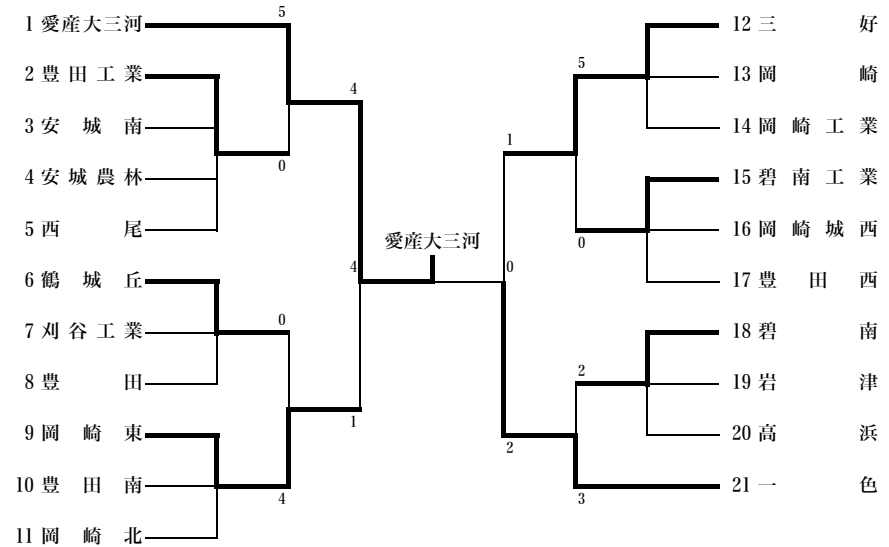 1 愛産大三河
2 豊田工業
3 安城南
4 安城農林
5 西尾
6 鶴城丘
7 刈谷工業
8 豊田
9 岡崎東
10 豊田南
11 岡崎北
5
0
0
4
4
1
4
愛産大三河
0
1
2
5
0
2
3
12 三好
13 岡崎
14 岡崎工業
15 碧南工業
16 岡崎城西
17 豊田西
18 碧南
19 岩津
20 高浜
21 一色